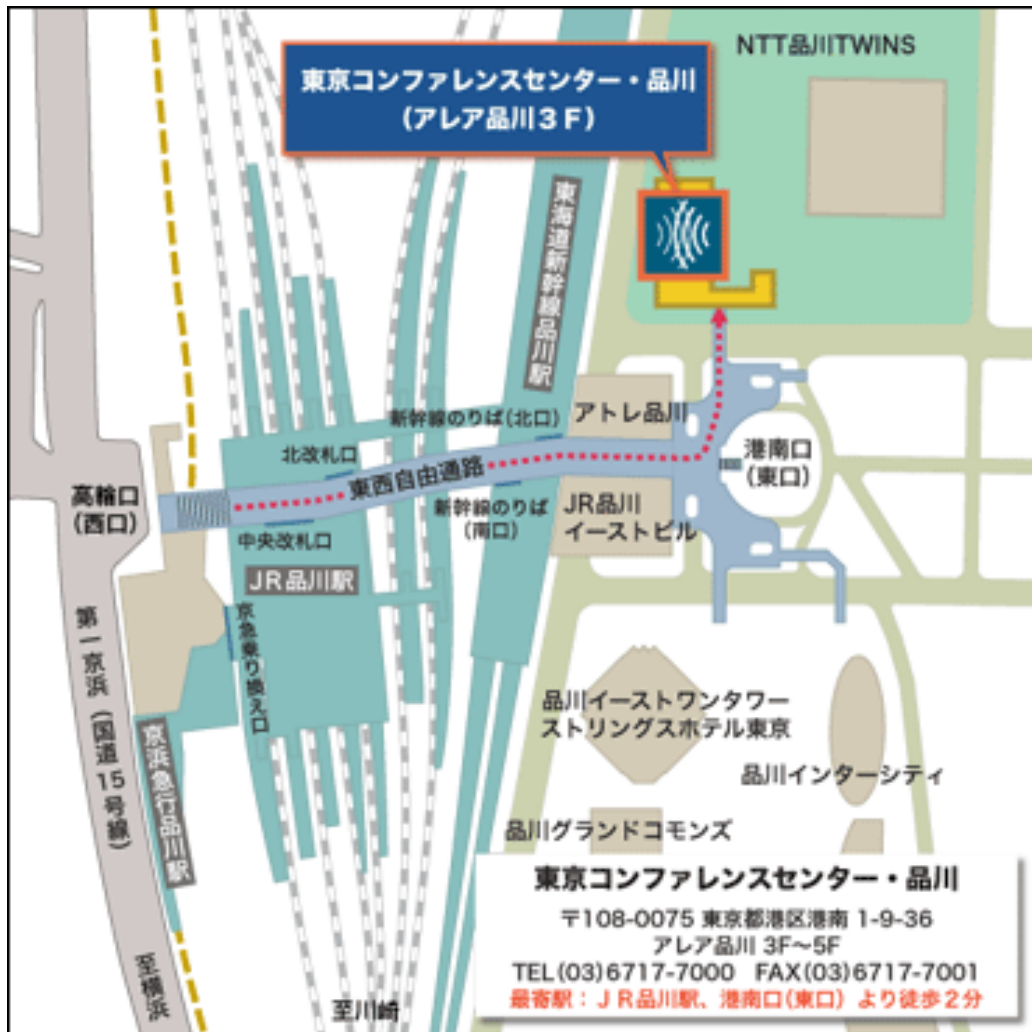 NTT品川TWINS
東京コンファレンスセンター・品川
(アレア品川3F)
東海道新幹線品川駅
アトレ品川
新幹線のりば(北口)
北改札口
東西自由通路
港南口
(東口)
高輪口
(西口)
新幹線のりば
(南口)
JR品川
イーストビル
中央改札口
JR品川駅
京急乗り換え口
第一京浜(国道15号線)
京浜急行品川駅
品川イーストワンタワー
ストリングスホテル東京
品川インターシティ
品川グランドコモンズ
至横浜
至川崎
東京コンファレンスセンター・品川
〒108-0075 東京都港区港南 1-9-36
アレア品川 3F〜5F
TEL(03)6717-7000 FAX(03)6717-7001
最寄駅:JR品川駅、港南口(東口)より徒歩2分